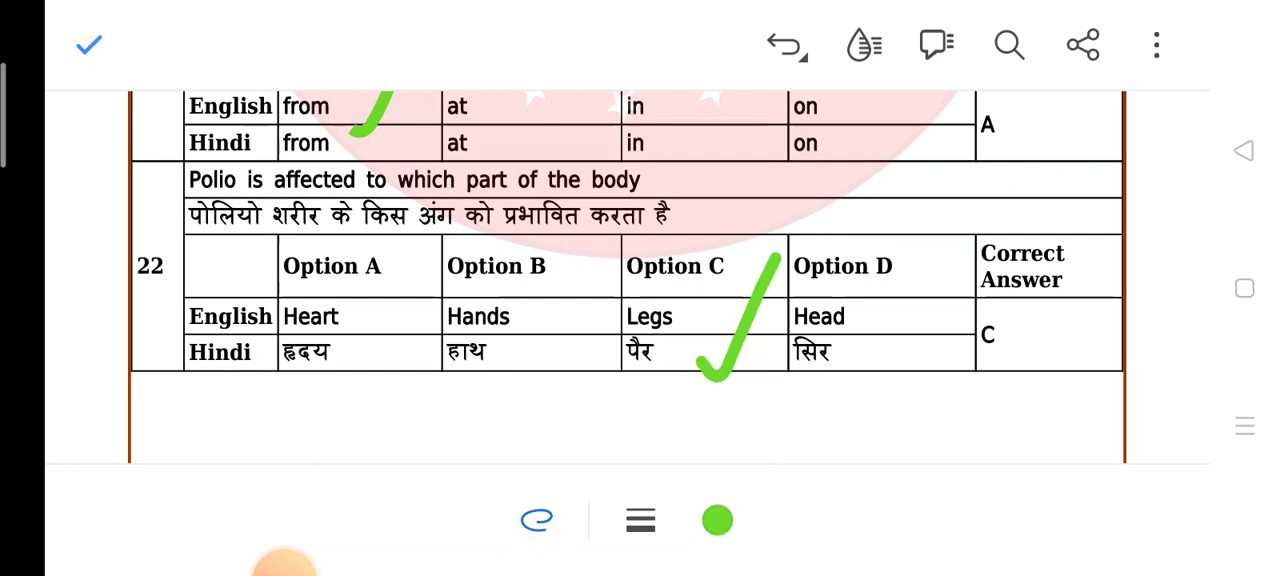 English from at in on
A
Hindi from at in on
Polio is affected to which part of the body
पोलियो शरीर के किस अंग को प्रभावित करता है
22 Option A Option B Option C Option D Correct Answer
English Heart Hands Legs Head
C
Hindi हृदय हाथ पैर सिर